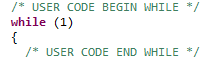 /* USER CODE BEGIN WHILE */
while (1)
{
/* USER CODE END WHILE */